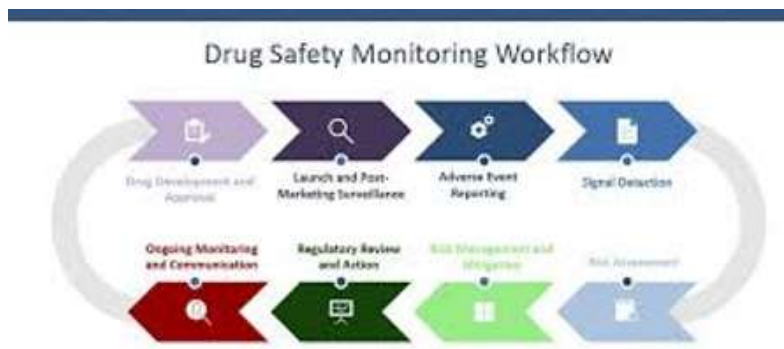 Drug Safety Monitoring Workflow
Drug Development and
Approval
Launch and Post-
Marketing Surveillance
Adverse Event
Reporting
Signal Detection
Ongoing Monitoring
and Communication
Regulatory Review
and Action
Risk Management and
Mitigation
Risk Assessment